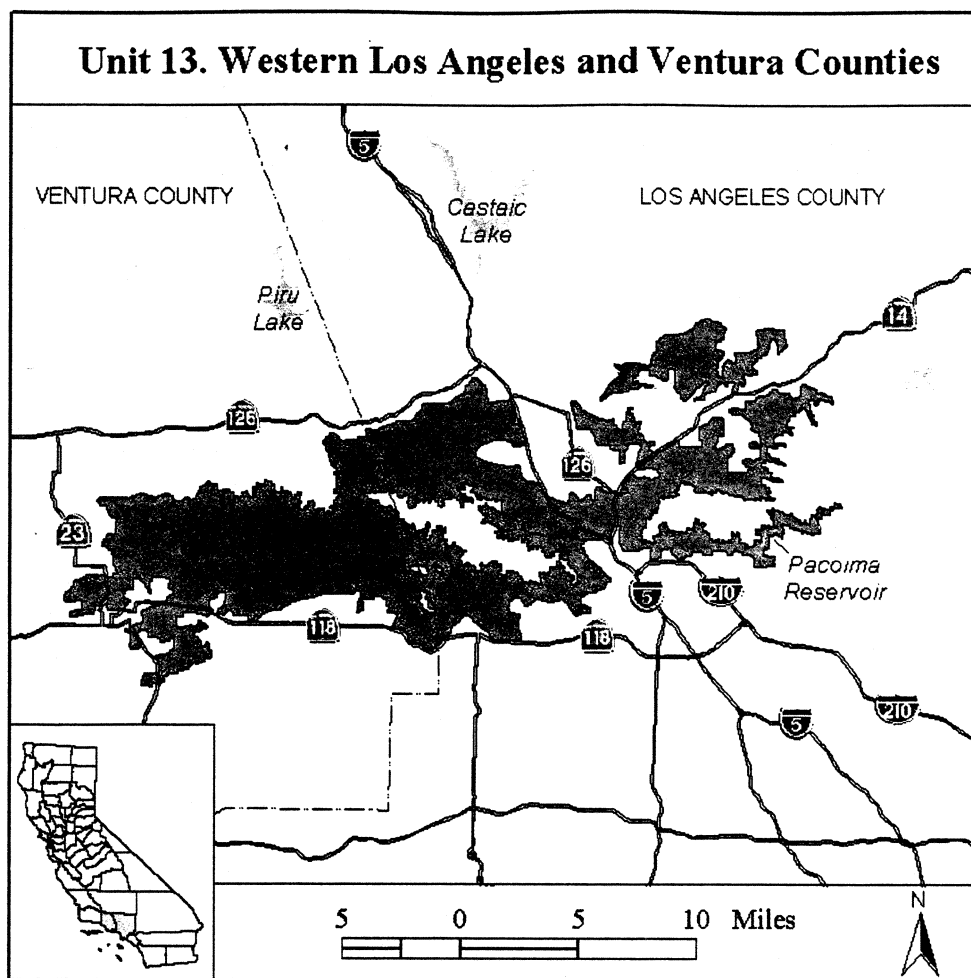 Unit 13. Western Los Angeles and Ventura Counties
5
VENTURA COUNTY
Castaic
Lake
LOS ANGELES COUNTY
Piru
Lake
14
126
126
23
Pacoima
Reservoir
5
210
118
118
210
5
N
5 0 5 10 Miles